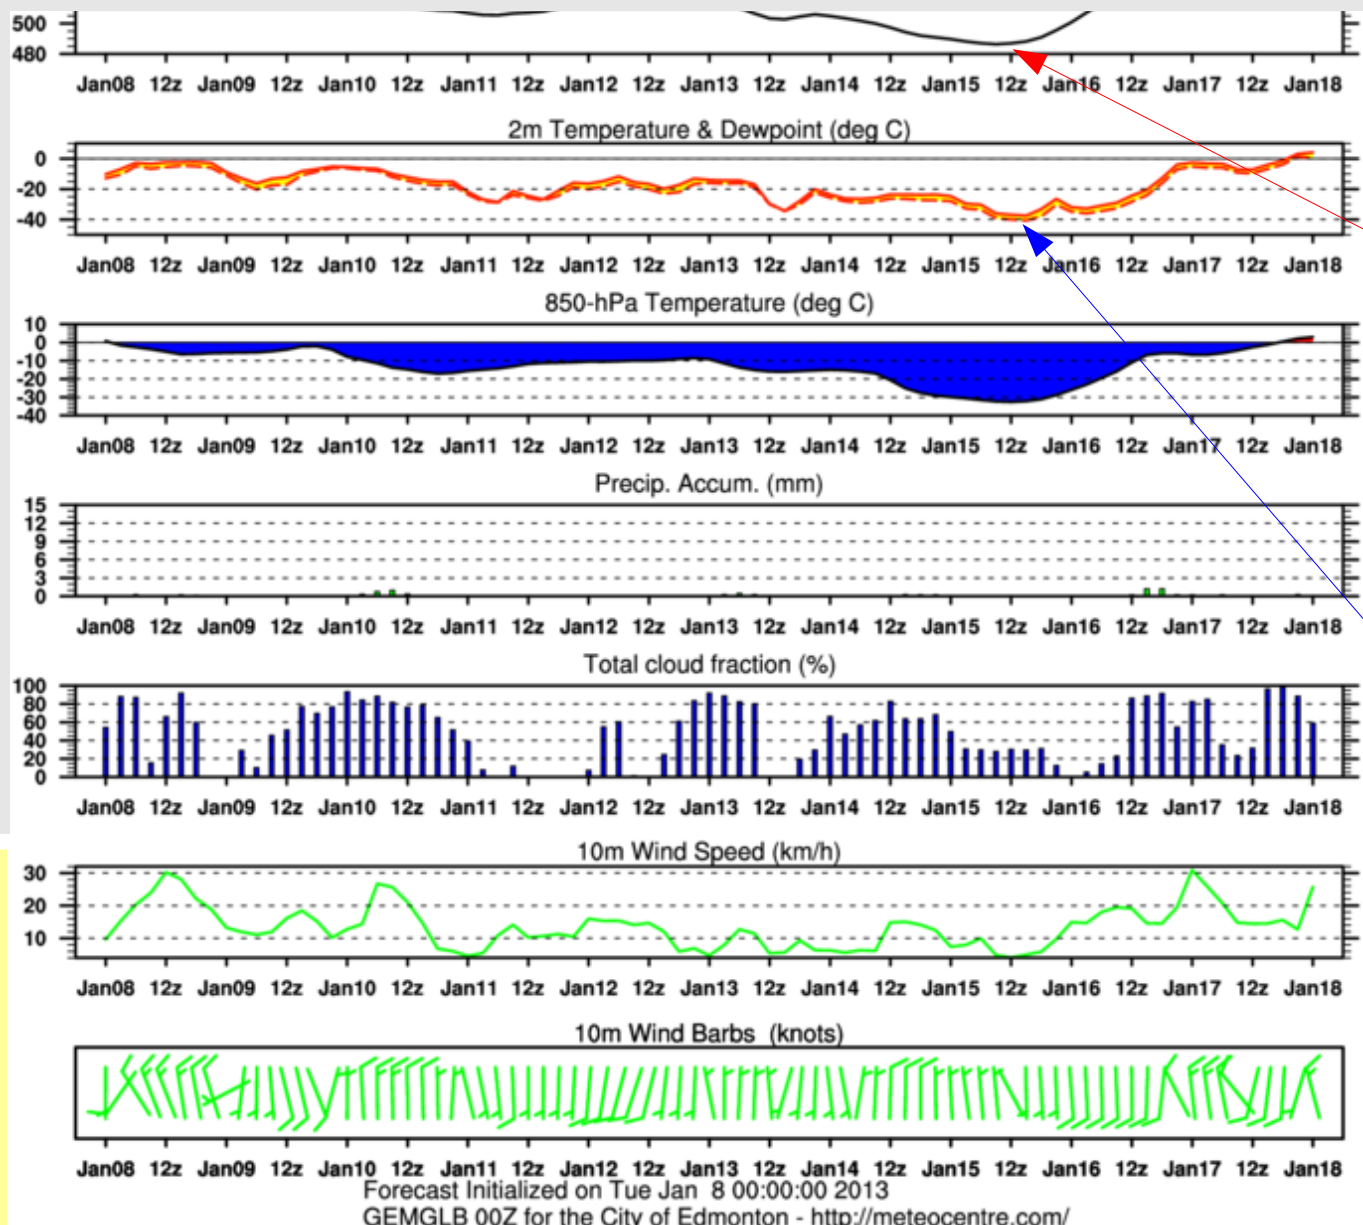 500
480
Jan08 12z Jan09 12z Jan10 12z Jan11 12z Jan12 12z Jan13 12z Jan14 12z Jan15 12z Jan16 12z Jan17 12z Jan18
2m Temperature & Dewpoint (deg C)
0
-20
-40
Jan08 12z Jan09 12z Jan10 12z Jan11 12z Jan12 12z Jan13 12z Jan14 12z Jan15 12z Jan16 12z Jan17 12z Jan18
850-hPa Temperature (deg C)
10
0
-10
-20
-30
-40
Jan08 12z Jan09 12z Jan10 12z Jan11 12z Jan12 12z Jan13 12z Jan14 12z Jan15 12z Jan16 12z Jan17 12z Jan18
Precip. Accum. (mm)
15
12
9
6
3
0
Jan08 12z Jan09 12z Jan10 12z Jan11 12z Jan12 12z Jan13 12z Jan14 12z Jan15 12z Jan16 12z Jan17 12z Jan18
Total cloud fraction (%)
100
80
60
40
20
0
Jan08 12z Jan09 12z Jan10 12z Jan11 12z Jan12 12z Jan13 12z Jan14 12z Jan15 12z Jan16 12z Jan17 12z Jan18
10m Wind Speed (km/h)
30
20
10
Jan08 12z Jan09 12z Jan10 12z Jan11 12z Jan12 12z Jan13 12z Jan14 12z Jan15 12z Jan16 12z Jan17 12z Jan18
10m Wind Barbs (knots)
Jan08 12z Jan09 12z Jan10 12z Jan11 12z Jan12 12z Jan13 12z Jan14 12z Jan15 12z Jan16 12z Jan17 12z Jan18
Forecast Initialized on Tue Jan 8 00:00:00 2013
GEMGLB 00Z for the City of Edmonton - http://meteocentre.com/